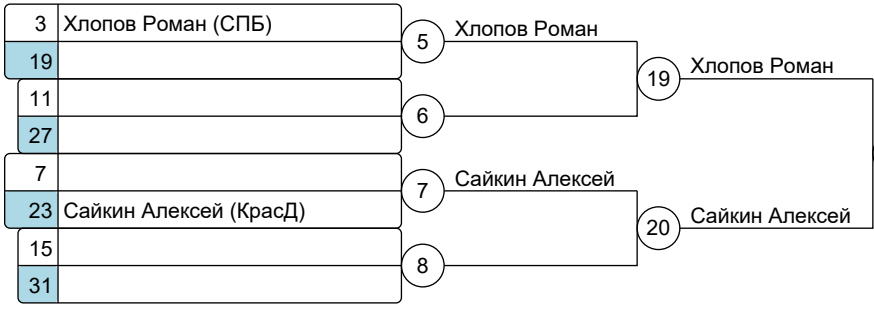 3 Хлопов Роман (СПБ)
5 Хлопов Роман
19
19 Хлопов Роман
11
6
27
7
7 Сайкин Алексей
23 Сайкин Алексей (КрасД)
20 Сайкин Алексей
15
8
31